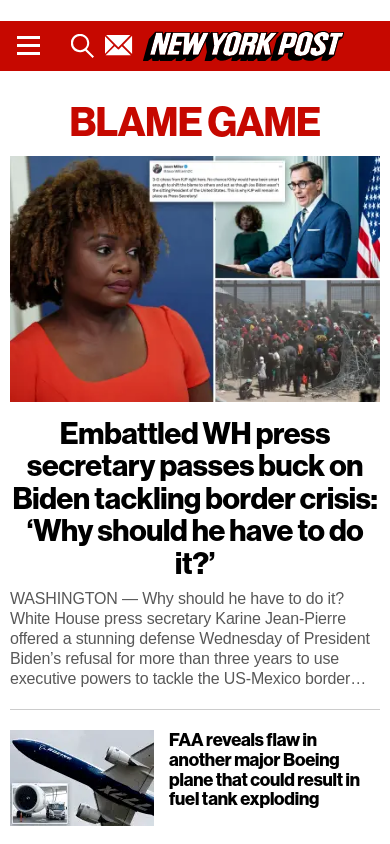 NEW YORK POST
BLAME GAME
Embattled WH press
secretary passes buck on
Biden tackling border crisis:
‘Why should he have to do
it?’
WASHINGTON — Why should he have to do it?
White House press secretary Karine Jean-Pierre
offered a stunning defense Wednesday of President
Biden’s refusal for more than three years to use
executive powers to tackle the US-Mexico border…
BOEING
FAA reveals flaw in
another major Boeing
plane that could result in
fuel tank exploding